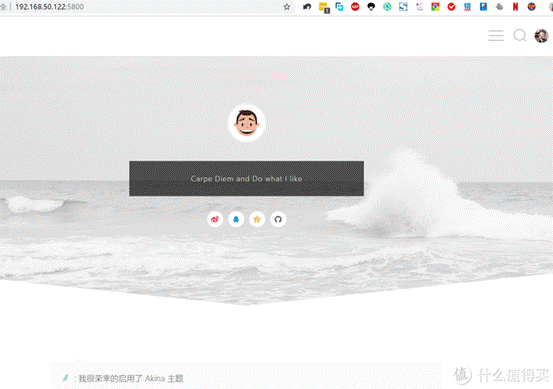 全 | 192.168.50.122:5800
Carpe Diem and Do what I like
: 我很荣幸的启用了 Akina 主题
值 什么值得买